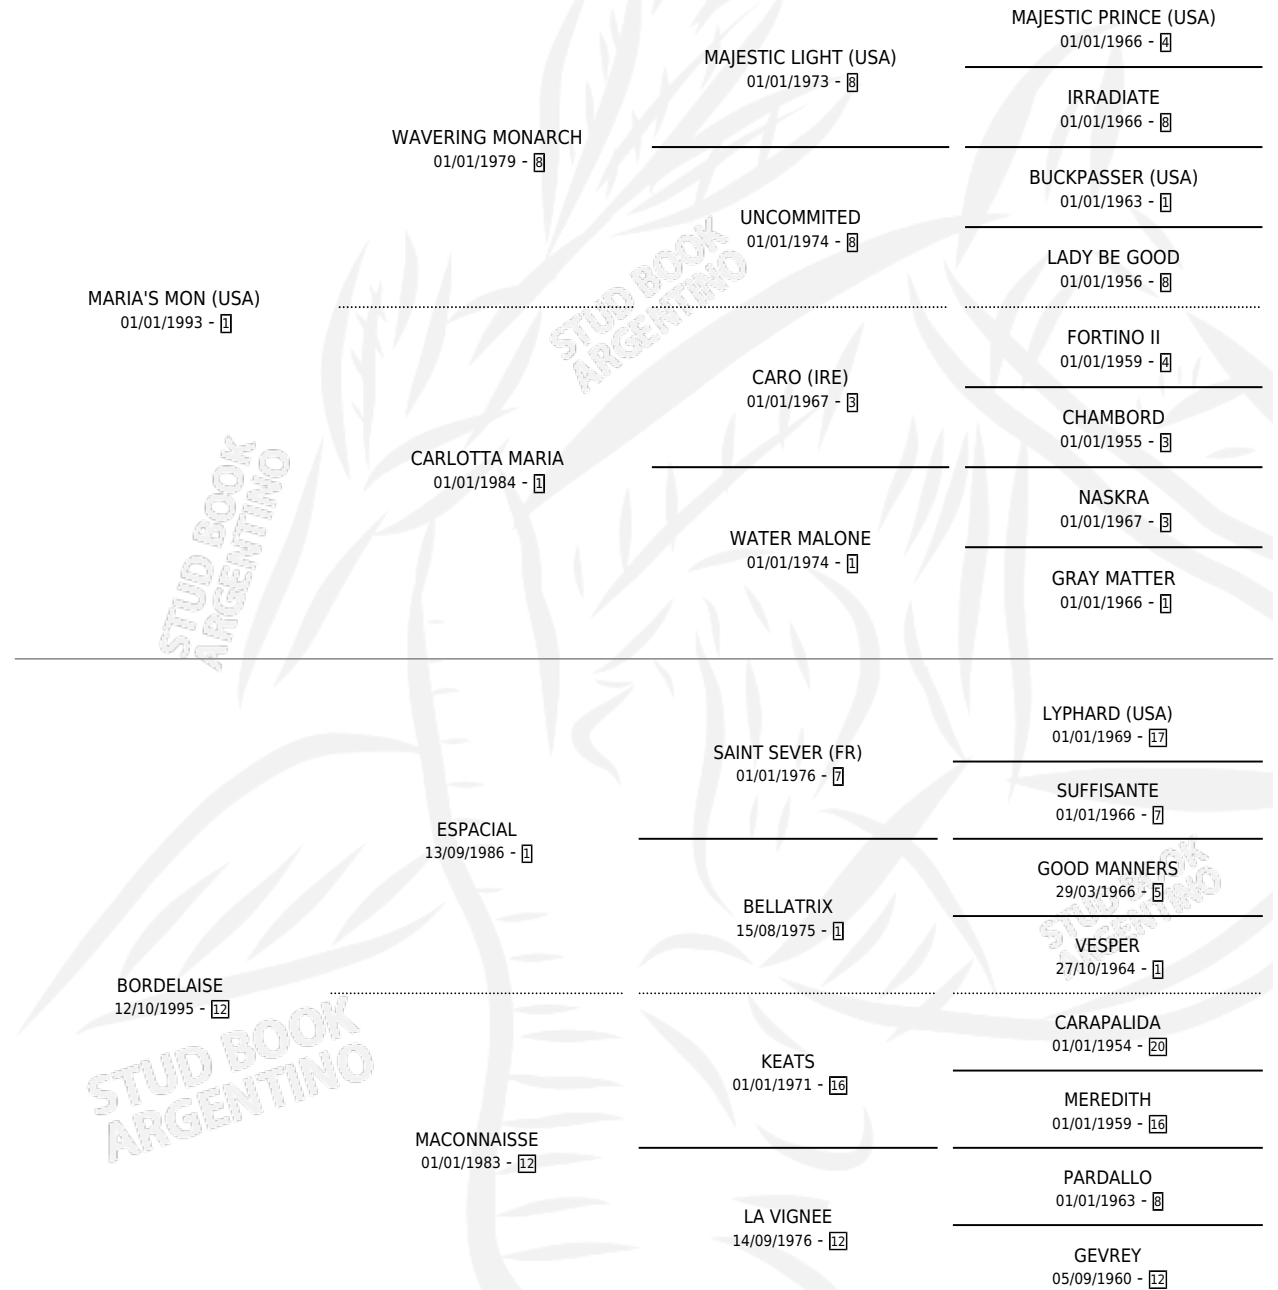 MAJESTIC PRINCE (USA)
01/01/1966 - 4
MAJESTIC LIGHT (USA)
01/01/1973 - 8
IRRADIATE
01/01/1966 - 8
WAVERING MONARCH
01/01/1979 - 8
BUCKPASSER (USA)
01/01/1963 - 1
UNCOMMITED
01/01/1974 - 8
LADY BE GOOD
01/01/1956 - 8
MARIA'S MON (USA)
01/01/1993 - 1
FORTINO II
01/01/1959 - 4
CARO (IRE)
01/01/1967 - 3
CHAMBORD
01/01/1955 - 3
CARLOTTA MARIA
01/01/1984 - 1
NASKRA
01/01/1967 - 3
WATER MALONE
01/01/1974 - 1
GRAY MATTER
01/01/1966 - 1
LYPHARD (USA)
01/01/1969 - 17
SAINT SEVER (FR)
01/01/1976 - 7
SUFFISANTE
01/01/1966 - 7
ESPACIAL
13/09/1986 - 1
GOOD MANNERS
29/03/1966 - 5
BELLATRIX
15/08/1975 - 1
VESPER
27/10/1964 - 1
BORDELAISE
12/10/1995 - 12
CARAPALIDA
01/01/1954 - 20
KEATS
01/01/1971 - 16
MEREDITH
01/01/1959 - 16
MACONNAISSE
01/01/1983 - 12
PARDALLO
01/01/1963 - 8
LA VIGNEE
14/09/1976 - 12
GEVREY
05/09/1960 - 12
STUD BOOK
ARGENTINO
STUD BOOK
ARGENTINO
STUD BOOK
ARGENTINO
STUD BOOK
ARGENTINO